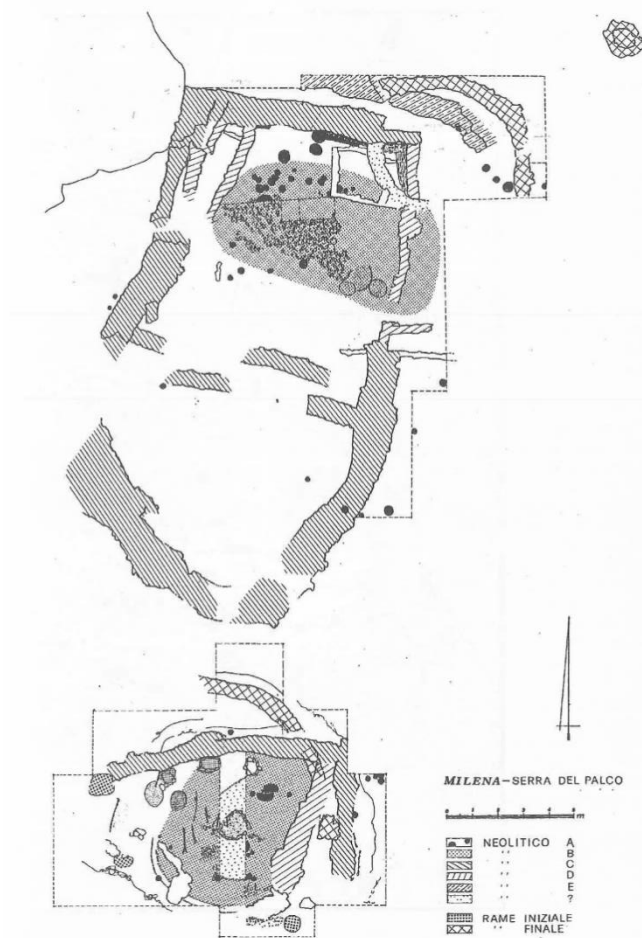 MILENA – SERRA DEL PALCO
m
NEOLITICO A
'' B
'' C
'' D
'' E
'' ?
RAME INIZIALE
'' FINALE